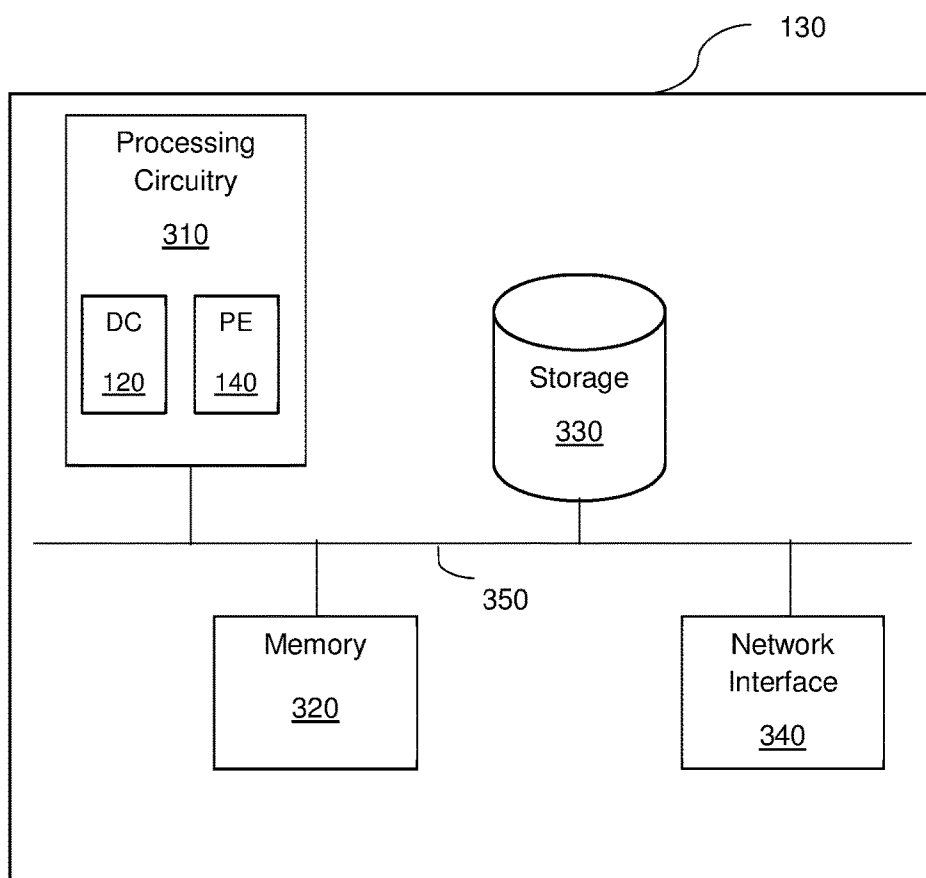 130
Processing
Circuitry
310
DC
120
PE
140
Storage
330
350
Memory
320
Network
Interface
340